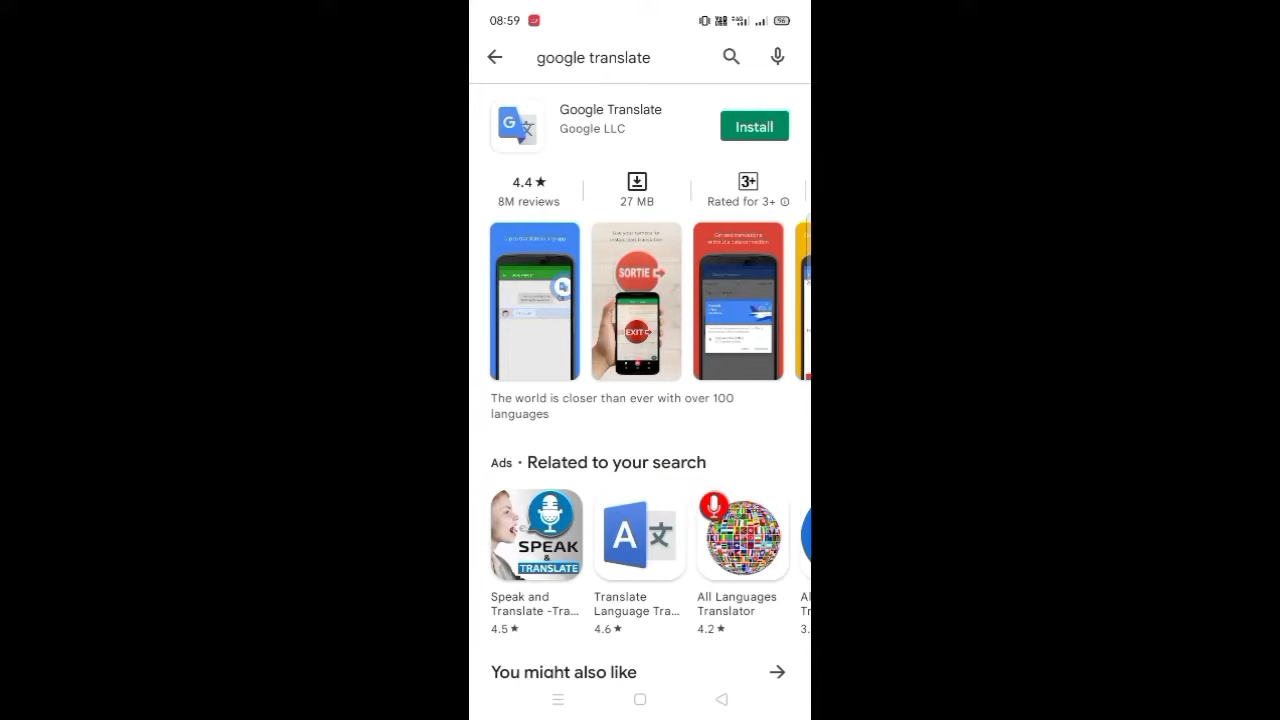 08:59
96
google translate
Google Translate
Google LLC
Install
4.4★
8M reviews
27 MB
3+
Rated for 3+
SORTIE
EXIT
The world is closer than ever with over 100
languages
Ads • Related to your search
SPEAK
&
TRANSLATE
A 文
Speak and
Translate -Tra...
4.5★
Translate
Language Tra...
4.6★
All Languages
Translator
4.2★
You might also like